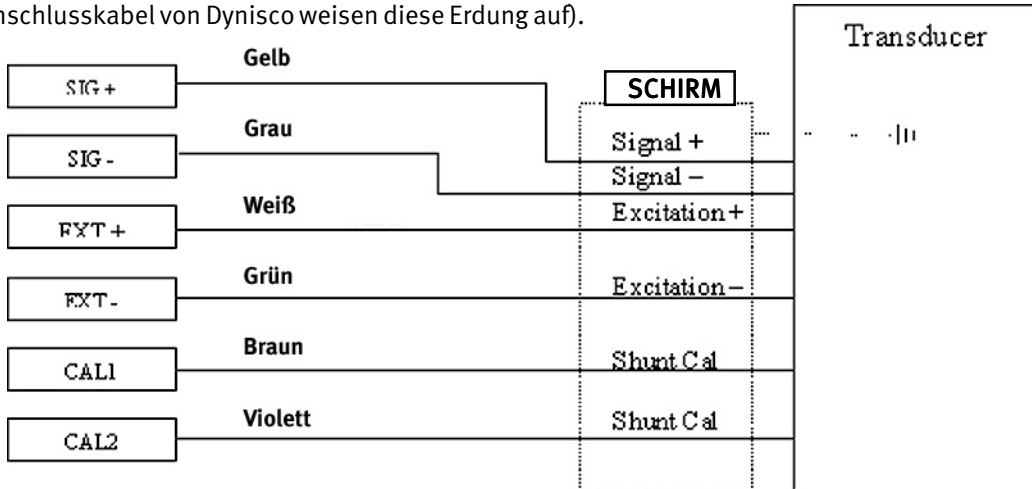 nschlusskabel von Dynisco weisen diese Erdung auf).
Transducer
Gelb
SIG+
SCHIRM
Grau
Signal +
SIG -
Signal –
Weiß
Excitation+
EXT +
Grün
Excitation–
EXT -
Braun
Shunt Cal
CAL1
Violett
Shunt Cal
CAL2